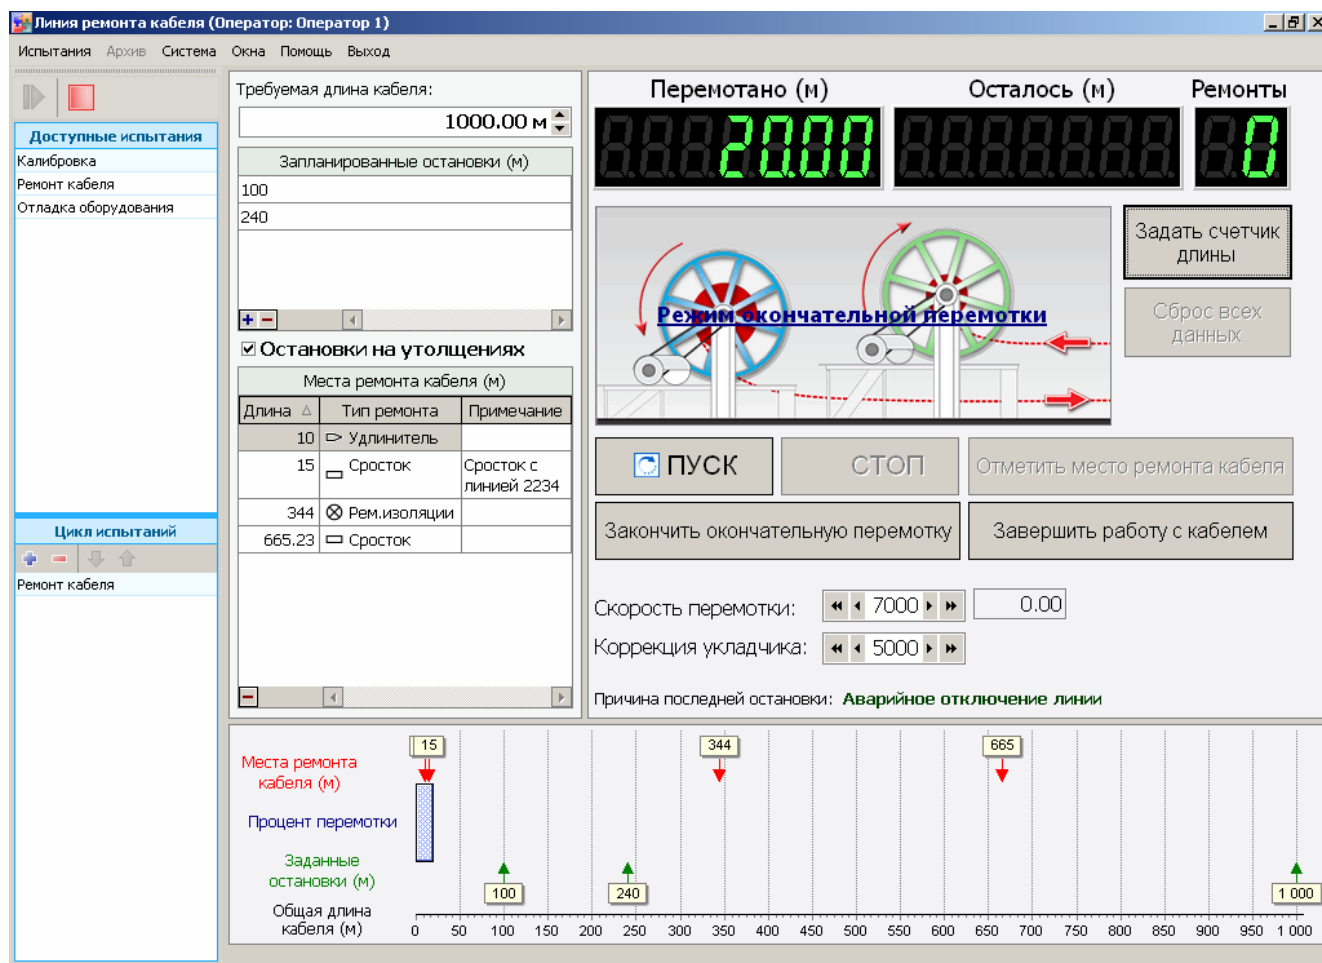 Линия ремонта кабеля (Оператор: Оператор 1)
Испытания Архив Система Окна Помощь Выход
Доступные испытания
Калибровка
Ремонт кабеля
Отладка оборудования
Цикл испытаний
Ремонт кабеля
Требуемая длина кабеля:
1000.00 м
Запланированные остановки (м)
100
240
Остановки на утолщениях
Места ремонта кабеля (м)
Длина Тип ремонта Примечание
10 Удлинитель
15 Сросток Сросток с
линией 2234
344 Рем.изоляции
665.23 Сросток
Перемотано (м) Осталось (м) Ремонты
20.00 0
Режим окончательной перемотки
Задать счетчик
длины
Сброс всех
данных
ПУСК СТОП Отметить место ремонта кабеля
Закончить окончательную перемотку Завершить работу с кабелем
Скорость перемотки: 7000 0.00
Коррекция укладчика: 5000
Причина последней остановки: Аварийное отключение линии
15 344 665
Места ремонта
кабеля (м)
Процент перемотки
Заданные
остановки (м)
100 240 1 000
Общая длина
кабеля (м)
0 50 100 150 200 250 300 350 400 450 500 550 600 650 700 750 800 850 900 950 1 000